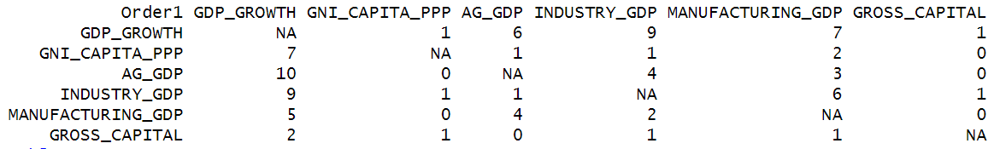 Order1 GDP_GROWTH GNI_CAPITA_PPP AG_GDP INDUSTRY_GDP MANUFACTURING_GDP GROSS_CAPITAL
GDP_GROWTH NA 1 6 9 7 1
GNI_CAPITA_PPP 7 NA 1 1 2 0
AG_GDP 10 0 NA 4 3 0
INDUSTRY_GDP 9 1 1 NA 6 1
MANUFACTURING_GDP 5 0 4 2 NA 0
GROSS_CAPITAL 2 1 0 1 1 NA